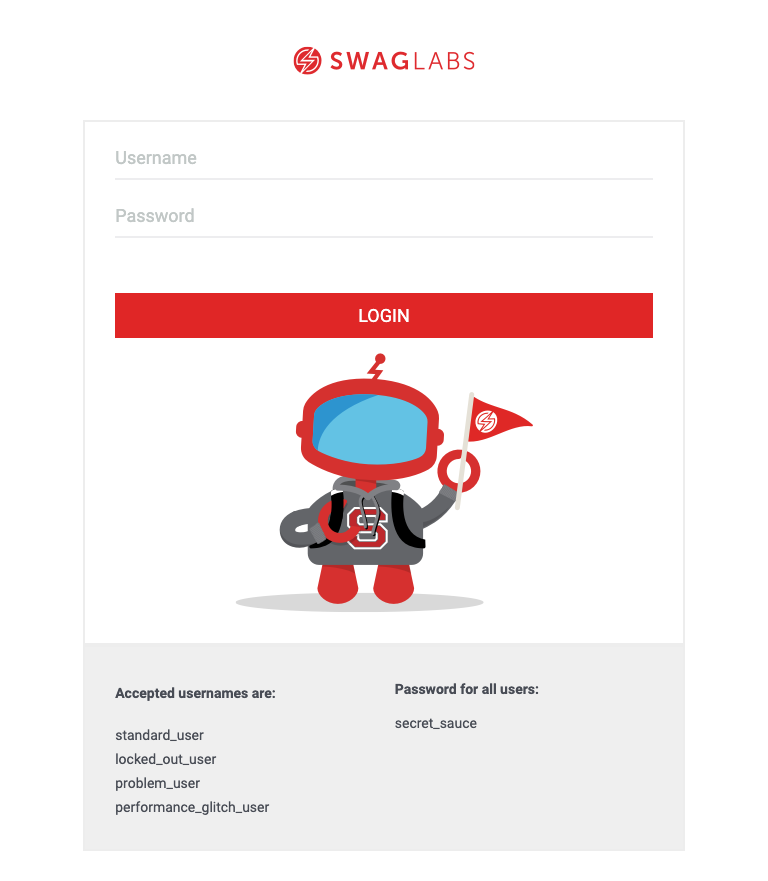 SWAGLABS
Username
Password
LOGIN
S
Accepted usernames are:
standard_user
locked_out_user
problem_user
performance_glitch_user
Password for all users:
secret_sauce